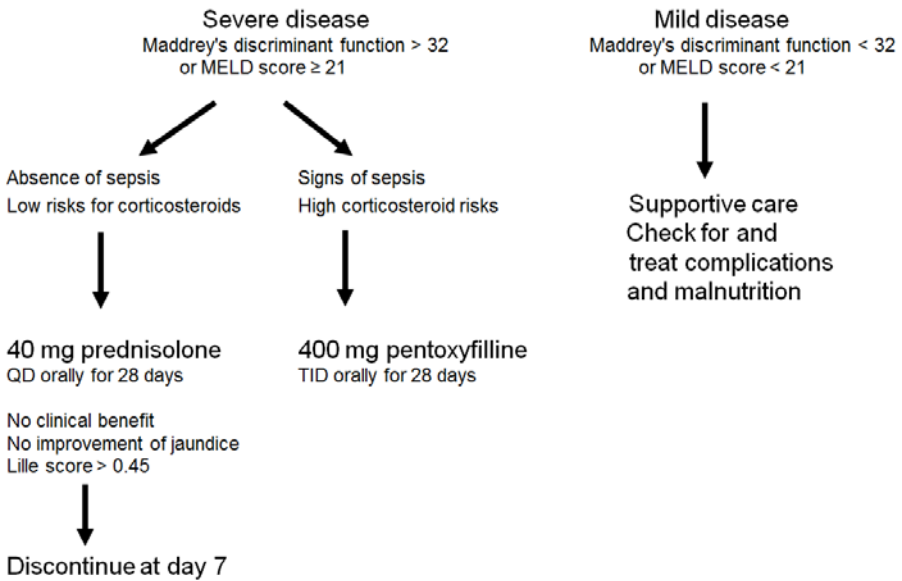 Severe disease
Maddrey's discriminant function > 32
or MELD score ≥ 21
Mild disease
Maddrey's discriminant function < 32
or MELD score < 21
Absence of sepsis
Low risks for corticosteroids
Signs of sepsis
High corticosteroid risks
Supportive care
Check for and
treat complications
and malnutrition
40 mg prednisolone
QD orally for 28 days
400 mg pentoxyfilline
TID orally for 28 days
No clinical benefit
No improvement of jaundice
Lille score > 0.45
Discontinue at day 7